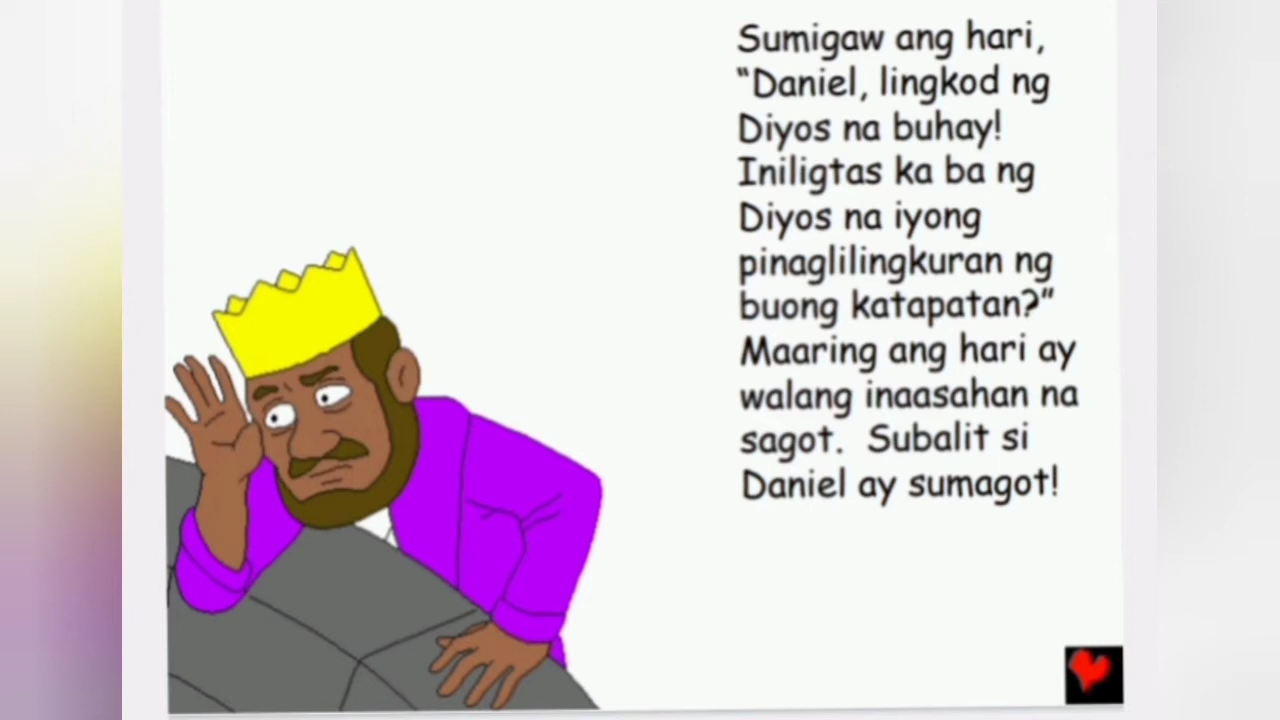 Sumigaw ang hari,
“Daniel, lingkod ng
Diyos na buhay!
Iniligtas ka ba ng
Diyos na iyong
pinaglilingkuran ng
buong katapatan?”
Maaring ang hari ay
walang inaasahan na
sagot. Subalit si
Daniel ay sumagot!